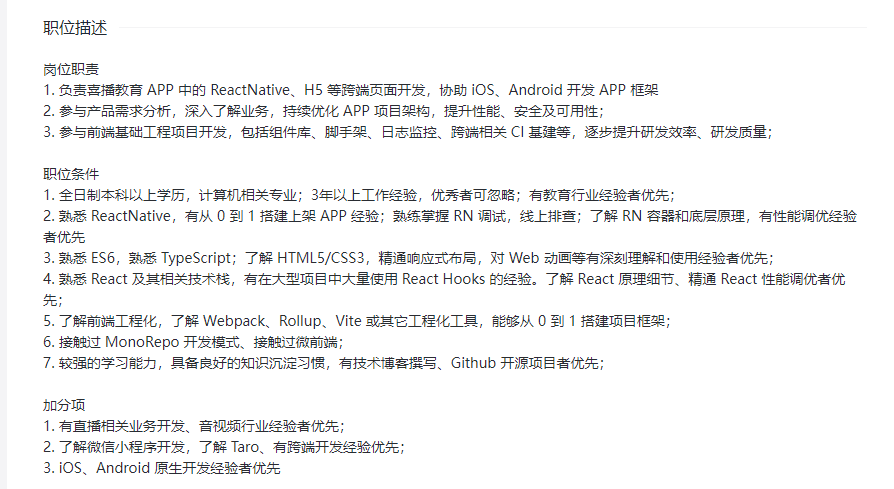 职位描述
岗位职责
1. 负责喜播教育 APP 中的 ReactNative、H5 等跨端页面开发，协助 iOS、Android 开发 APP 框架
2. 参与产品需求分析，深入了解业务，持续优化 APP 项目架构，提升性能、安全及可用性；
3. 参与前端基础工程项目开发，包括组件库、脚手架、日志监控、跨端相关 CI 基建等，逐步提升研发效率、研发质量；
职位条件
1. 全日制本科以上学历，计算机相关专业；3年以上工作经验，优秀者可忽略；有教育行业经验者优先；
2. 熟悉 ReactNative，有从 0 到 1 搭建上架 APP 经验；熟练掌握 RN 调试，线上排查；了解 RN 容器和底层原理，有性能调优经验
者优先
3. 熟悉 ES6，熟悉 TypeScript；了解 HTML5/CSS3，精通响应式布局，对 Web 动画等有深刻理解和使用经验者优先；
4. 熟悉 React 及其相关技术栈，有在大型项目中大量使用 React Hooks 的经验。了解 React 原理细节、精通 React 性能调优者优
先；
5. 了解前端工程化，了解 Webpack、Rollup、Vite 或其它工程化工具，能够从 0 到 1 搭建项目框架；
6. 接触过 MonoRepo 开发模式、接触过微前端；
7. 较强的学习能力，具备良好的知识沉淀习惯，有技术博客撰写、Github 开源项目者优先；
加分项
1. 有直播相关业务开发、音视频行业经验者优先；
2. 了解微信小程序开发，了解 Taro、有跨端开发经验优先；
3. iOS、Android 原生开发经验者优先